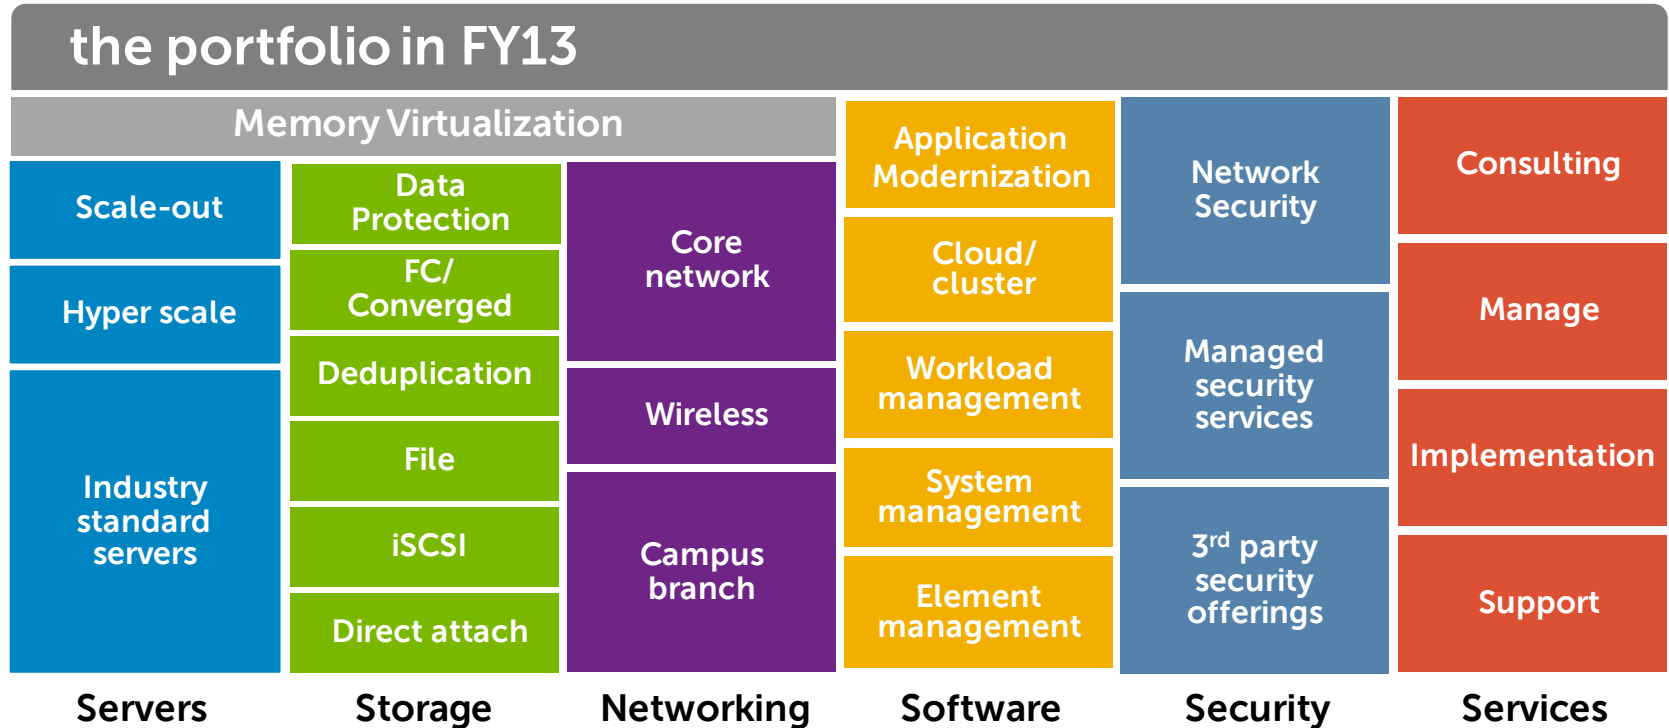 the portfolio in FY13
Memory Virtualization
Scale-out
Hyper scale
Industry
standard
servers
Servers
Data
Protection
FC/
Converged
Deduplication
File
iSCSI
Direct attach
Storage
Core
network
Wireless
Campus
branch
Networking
Application
Modernization
Cloud/
cluster
Workload
management
System
management
Element
management
Software
Network
Security
Managed
security
services
3rd party
security
offerings
Security
Consulting
Manage
Implementation
Support
Services